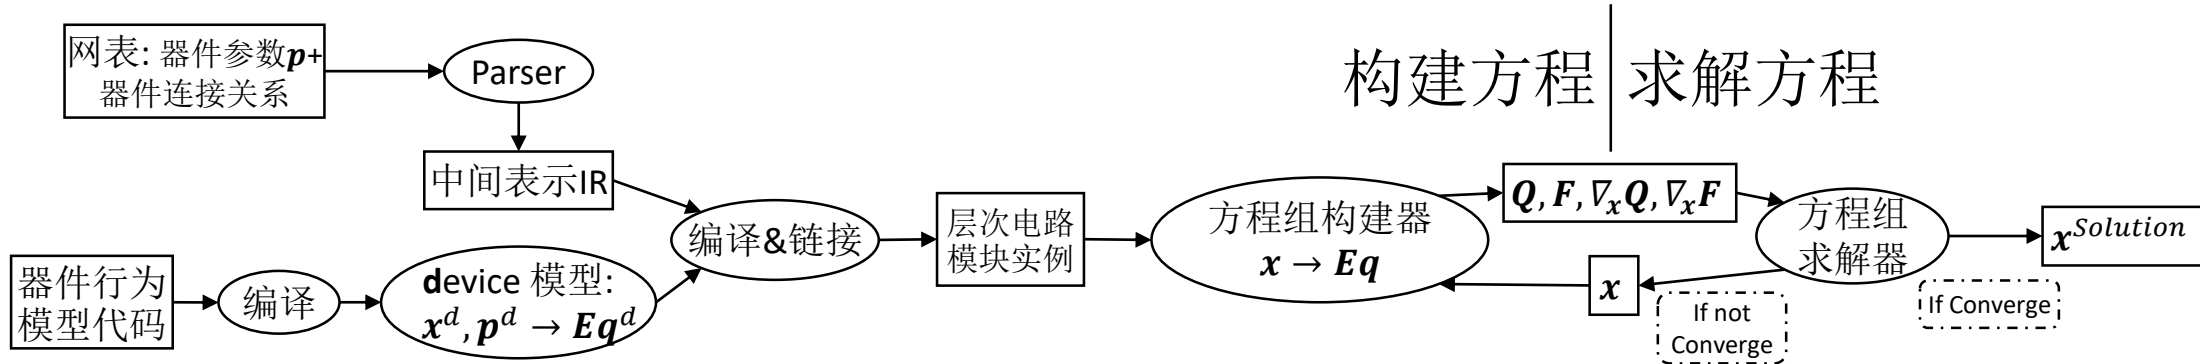 网表: 器件参数p+
器件连接关系
Parser
构建方程
求解方程
中间表示IR
编译&链接
层次电路
模块实例
方程组构建器
x → Eq
Q, F, ∇ₓQ, ∇ₓF
方程组
求解器
x^Solution
器件行为
模型代码
编译
device 模型:
x^d, p^d → Eq^d
x
If not
Converge
If Converge